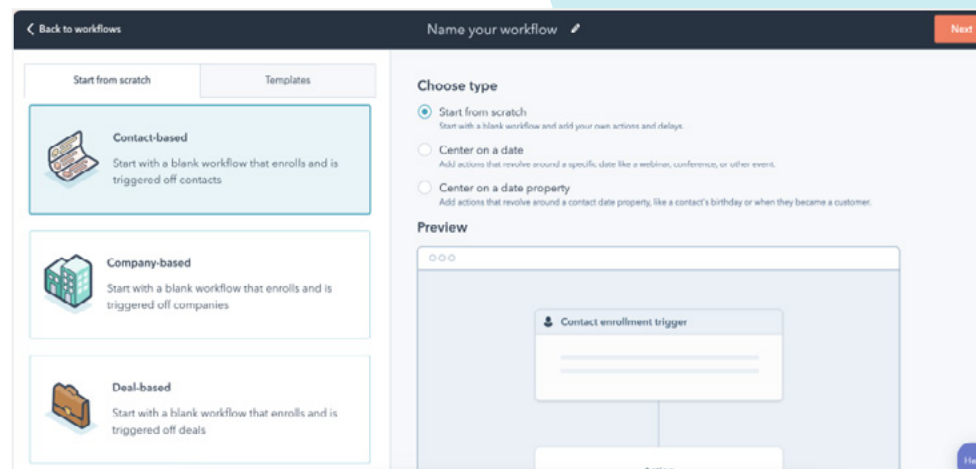 Back to workflows
Name your workflow
Next
Start from scratch
Templates
Contact-based
Start with a blank workflow that enrolls and is
triggered off contacts
Company-based
Start with a blank workflow that enrolls and is
triggered off companies
Deal-based
Start with a blank workflow that enrolls and is
triggered off deals
Choose type
Start from scratch
Start with a blank workflow and add your own actions and delays.
Center on a date
Add actions that revolve around a specific date like a webinar, conference, or other event.
Center on a date property
Add actions that revolve around a contact date property, like a contact's birthday or when they became a customer.
Preview
Contact enrollment trigger